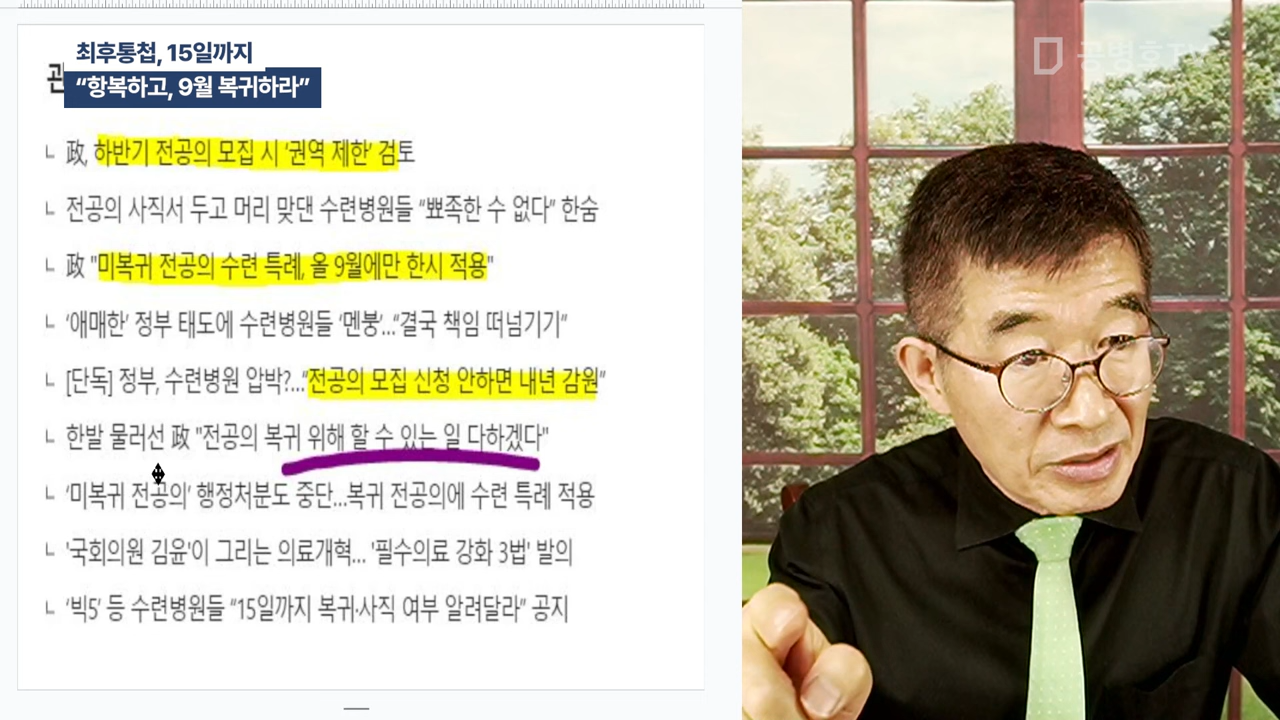 최후통첩, 15일까지
“항복하고, 9월 복귀하라”
공병호TV
ㄴ 政, 하반기 전공의 모집 시 ‘권역 제한’ 검토
ㄴ 전공의 사직서 두고 머리 맞댄 수련병원들 “뾰족한 수 없다” 한숨
ㄴ 政 "미복귀 전공의 수련 특례, 올 9월에만 한시 적용"
ㄴ ‘애매한’ 정부 태도에 수련병원들 ‘멘붕’…“결국 책임 떠넘기기”
ㄴ [단독] 정부, 수련병원 압박?…“전공의 모집 신청 안하면 내년 감원”
ㄴ 한발 물러선 政 "전공의 복귀 위해 할 수 있는 일 다하겠다"
ㄴ ‘미복귀 전공의’ 행정처분도 중단…복귀 전공의에 수련 특례 적용
ㄴ '국회의원 김윤'이 그리는 의료개혁… '필수의료 강화 3법' 발의
ㄴ ‘빅5’ 등 수련병원들 “15일까지 복귀·사직 여부 알려달라” 공지